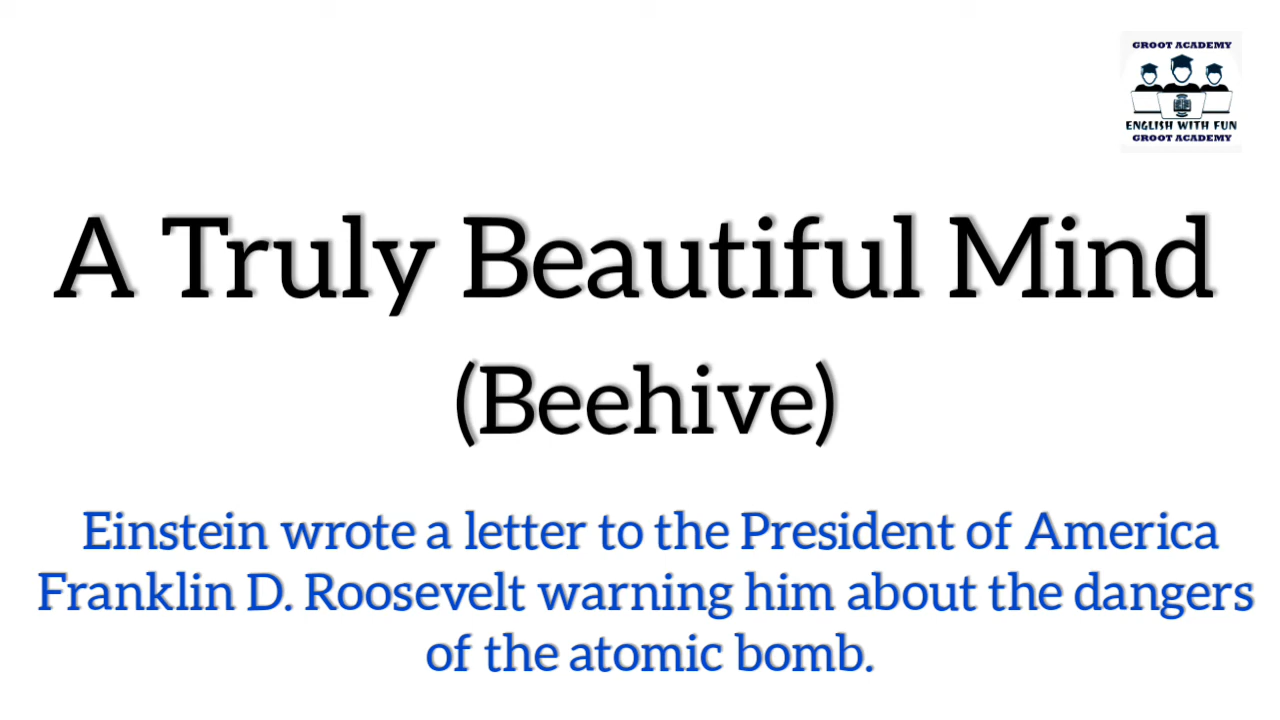 GROOT ACADEMY
ENGLISH WITH FUN
GROOT ACADEMY
A Truly Beautiful Mind
(Beehive)
Einstein wrote a letter to the President of America
Franklin D. Roosevelt warning him about the dangers
of the atomic bomb.